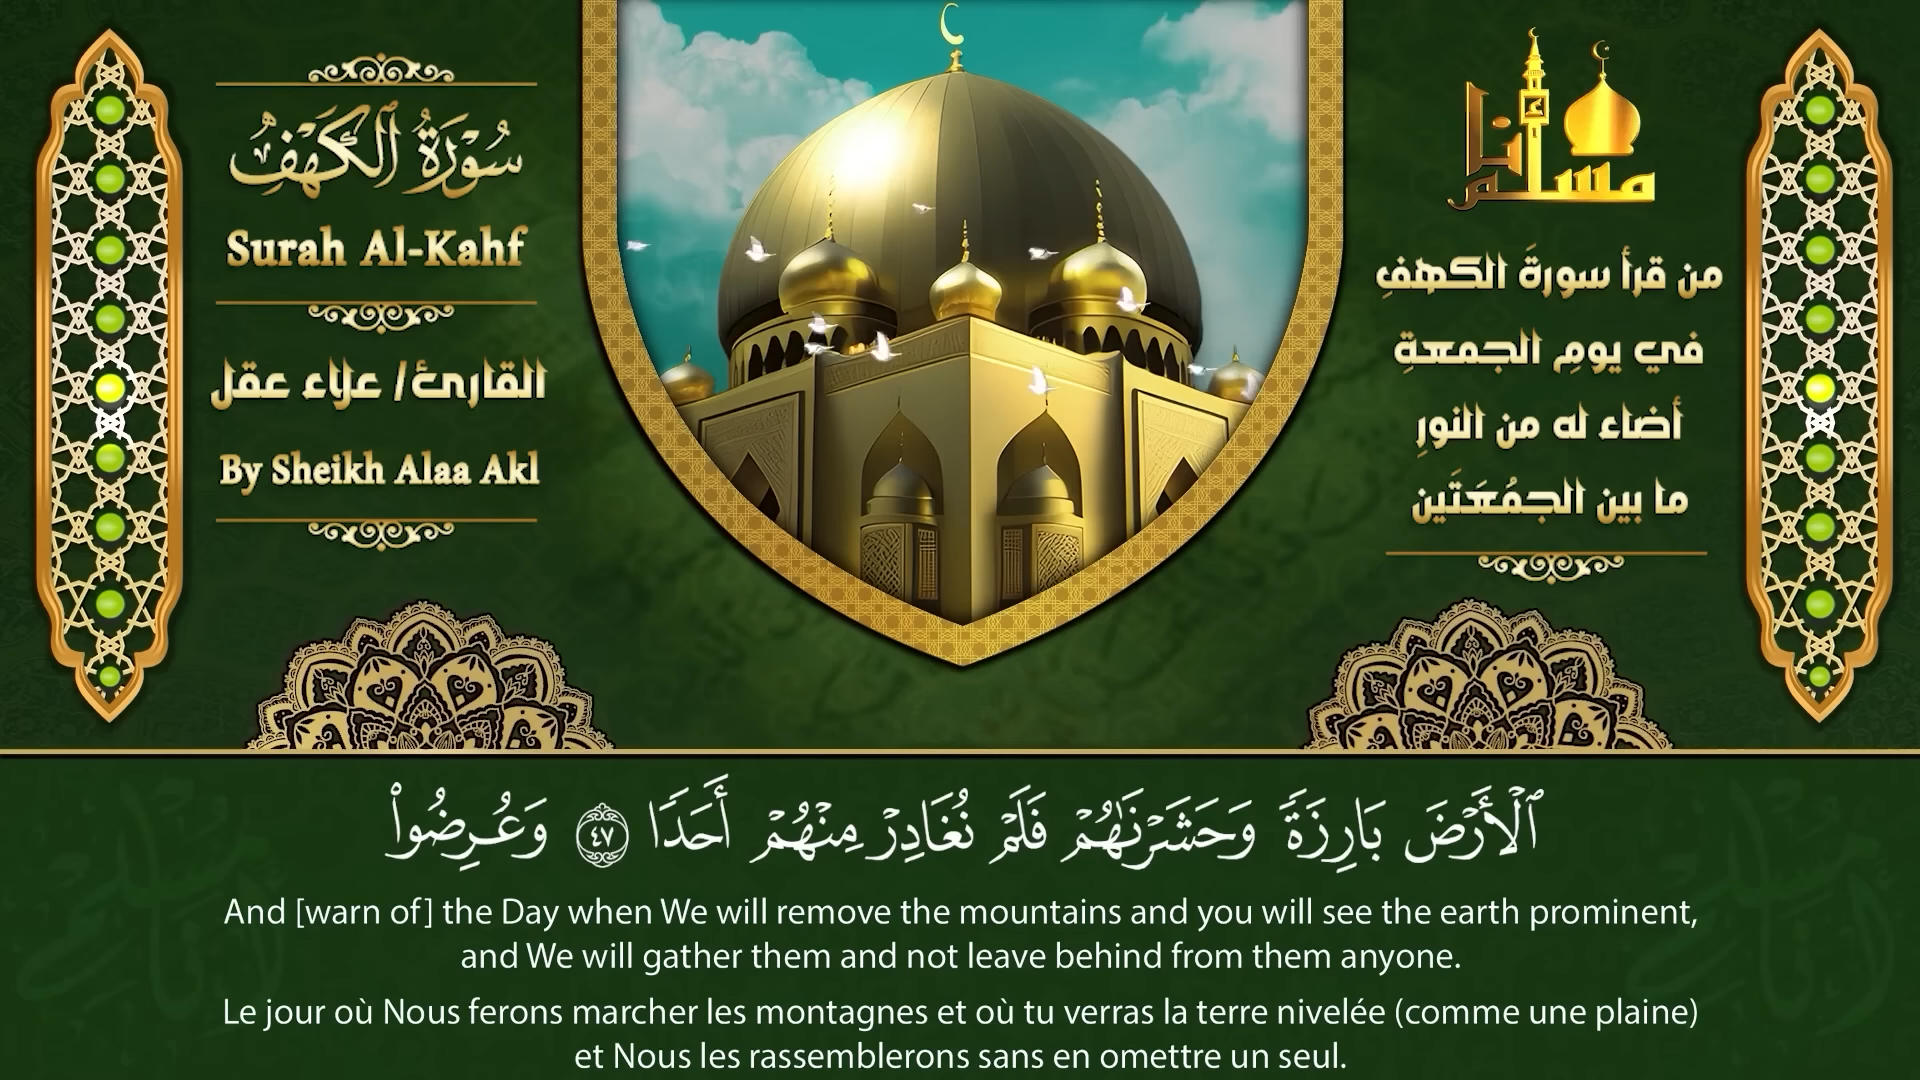 سُورَةُ الكَهْفِ
Surah Al-Kahf
القارئ / علاء عقل
By Sheikh Alaa Akl
أنا مسلم
من قرأ سورةَ الكهفِ
في يومِ الجمعةِ
أضاء له من النورِ
ما بين الجمُعَتَين
ٱلۡأَرۡضَ بَارِزَةٗ وَحَشَرۡنَٰهُمۡ فَلَمۡ نُغَادِرۡ مِنۡهُمۡ أَحَدٗا ٤٧ وَعُرِضُواْ
And [warn of] the Day when We will remove the mountains and you will see the earth prominent,
and We will gather them and not leave behind from them anyone.
Le jour où Nous ferons marcher les montagnes et où tu verras la terre nivelée (comme une plaine)
et Nous les rassemblerons sans en omettre un seul.